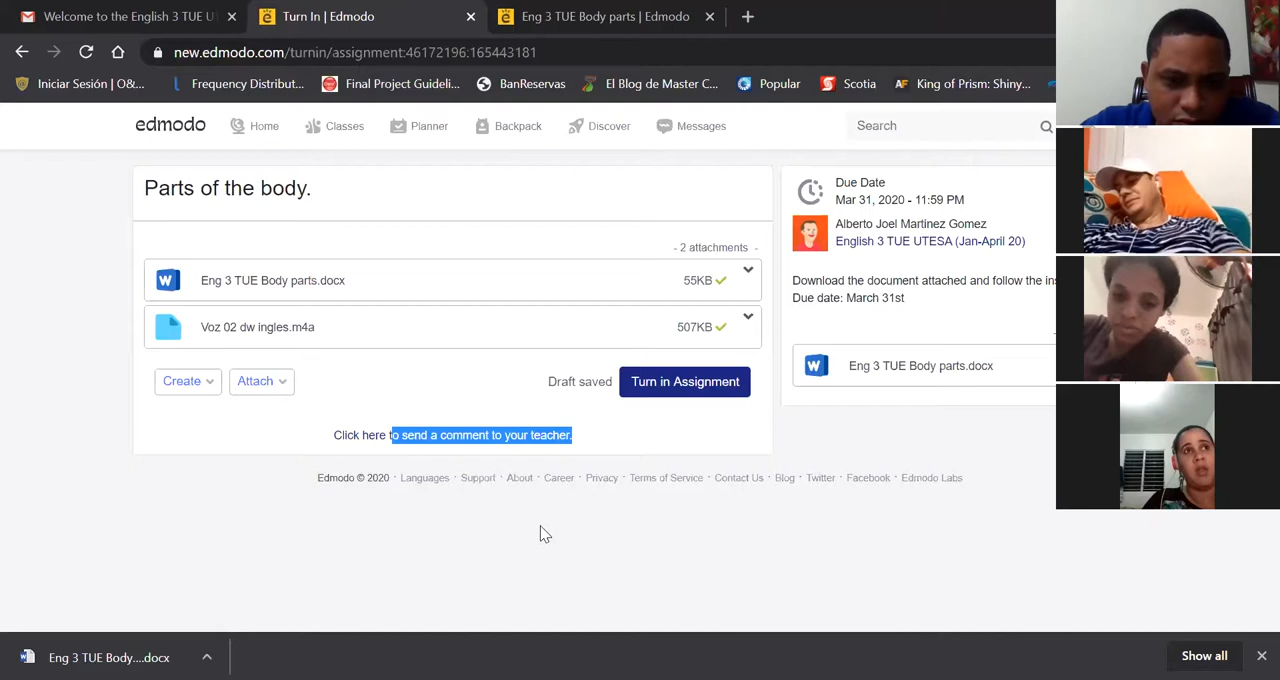 Welcome to the English 3 TUE U
Turn In | Edmodo
Eng 3 TUE Body parts | Edmodo
new.edmodo.com/turnin/assignment:46172196:165443181
Iniciar Sesión | O&...
Frequency Distribut...
Final Project Guideli...
BanReservas
El Blog de Master C...
Popular
Scotia
AF King of Prism: Shiny...
edmodo
Home
Classes
Planner
Backpack
Discover
Messages
Search
Parts of the body.
- 2 attachments -
Eng 3 TUE Body parts.docx 55KB
Voz 02 dw ingles.m4a 507KB
Create
Attach
Draft saved
Turn in Assignment
Click here to send a comment to your teacher.
Due Date
Mar 31, 2020 - 11:59 PM
Alberto Joel Martinez Gomez
English 3 TUE UTESA (Jan-April 20)
Download the document attached and follow the ins
Due date: March 31st
Eng 3 TUE Body parts.docx
Edmodo © 2020 · Languages · Support · About · Career · Privacy · Terms of Service · Contact Us · Blog · Twitter · Facebook · Edmodo Labs
Eng 3 TUE Body....docx
Show all